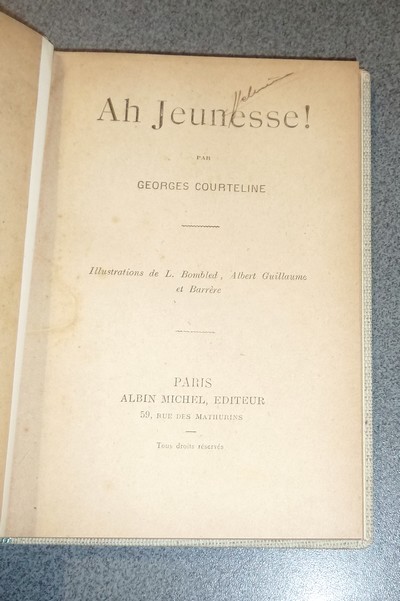 Ah Jeunesse!
PAR
GEORGES COURTELINE
Illustrations de L. Bombled, Albert Guillaume
et Barrère
PARIS
ALBIN MICHEL, EDITEUR
59, RUE DES MATHURINS
Tous droits réservés